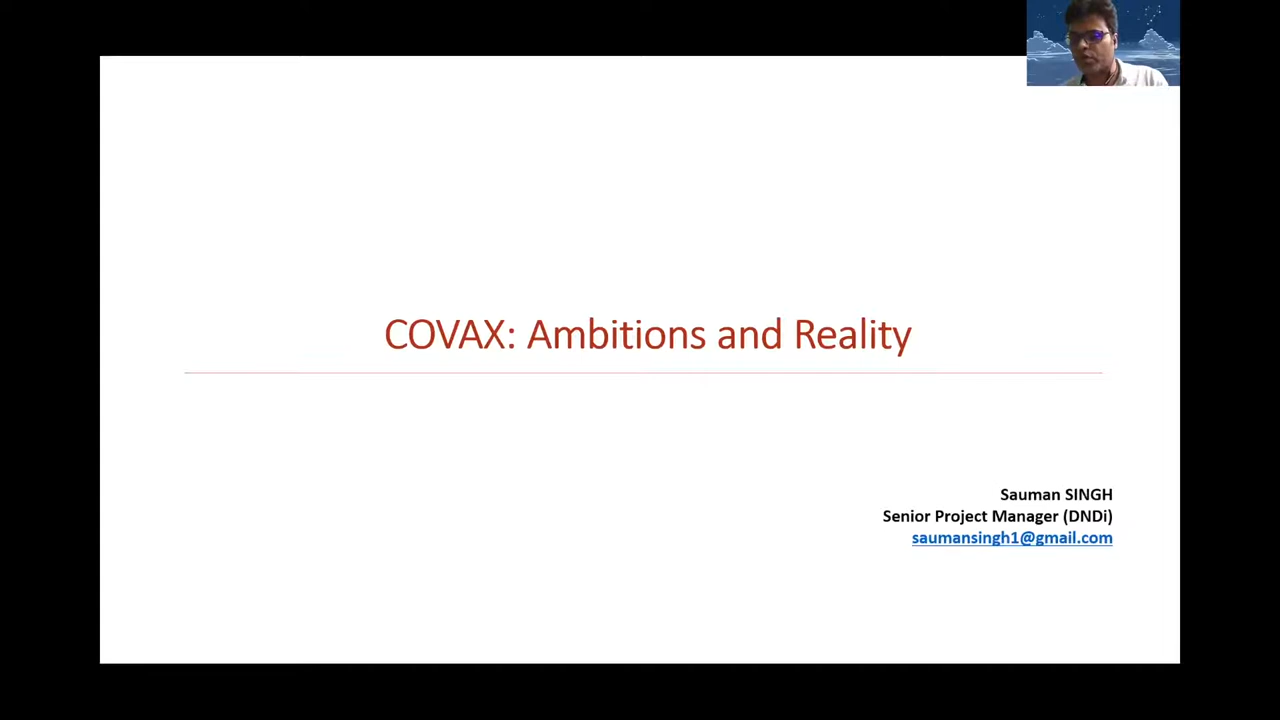 COVAX: Ambitions and Reality
Sauman SINGH
Senior Project Manager (DNDi)
saumansingh1@gmail.com